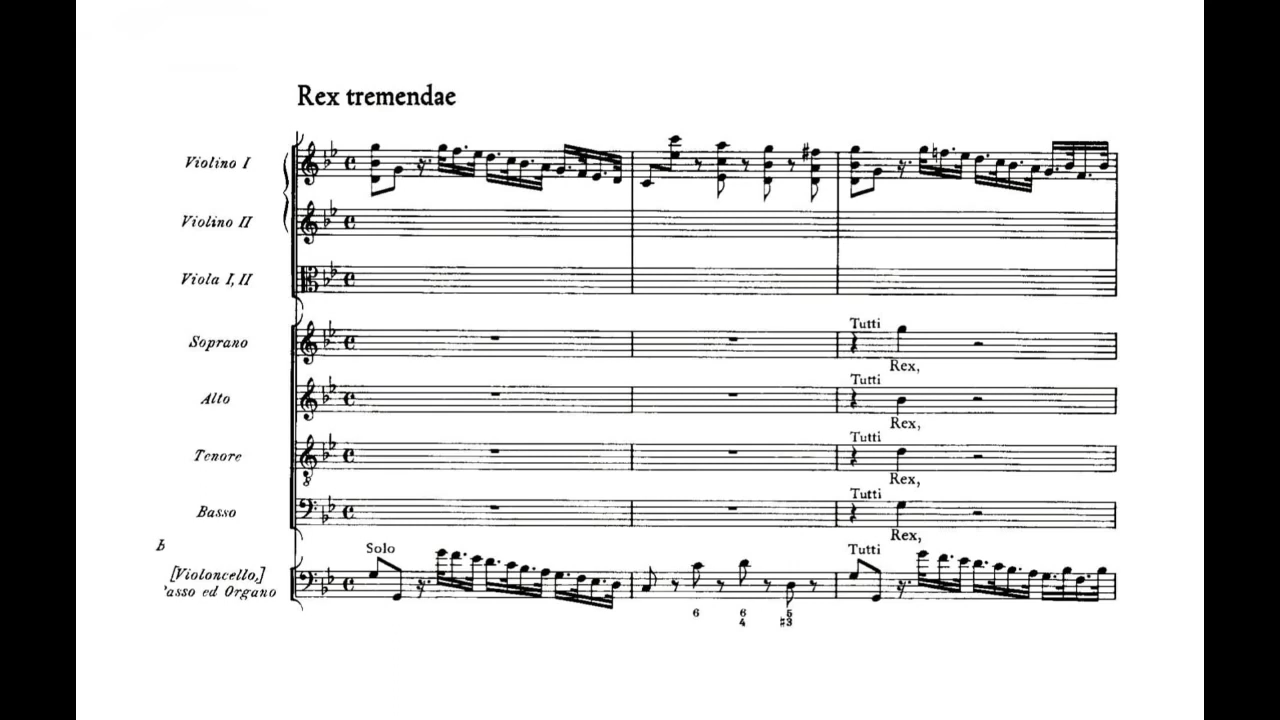 Rex tremendae
Violino I
Violino II
Viola I, II
Soprano
Tutti
Rex,
Alto
Tutti
Rex,
Tenore
Tutti
Rex,
Basso
Tutti
Rex,
b
Solo
Tutti
[Violoncello,]
'asso ed Organo
6 6 5
4 ♯3